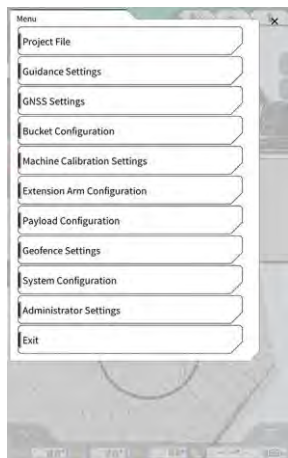 Menu
Project File
Guidance Settings
GNSS Settings
Bucket Configuration
Machine Calibration Settings
Extension Arm Configuration
Payload Configuration
Geofence Settings
System Configuration
Administrator Settings
Exit